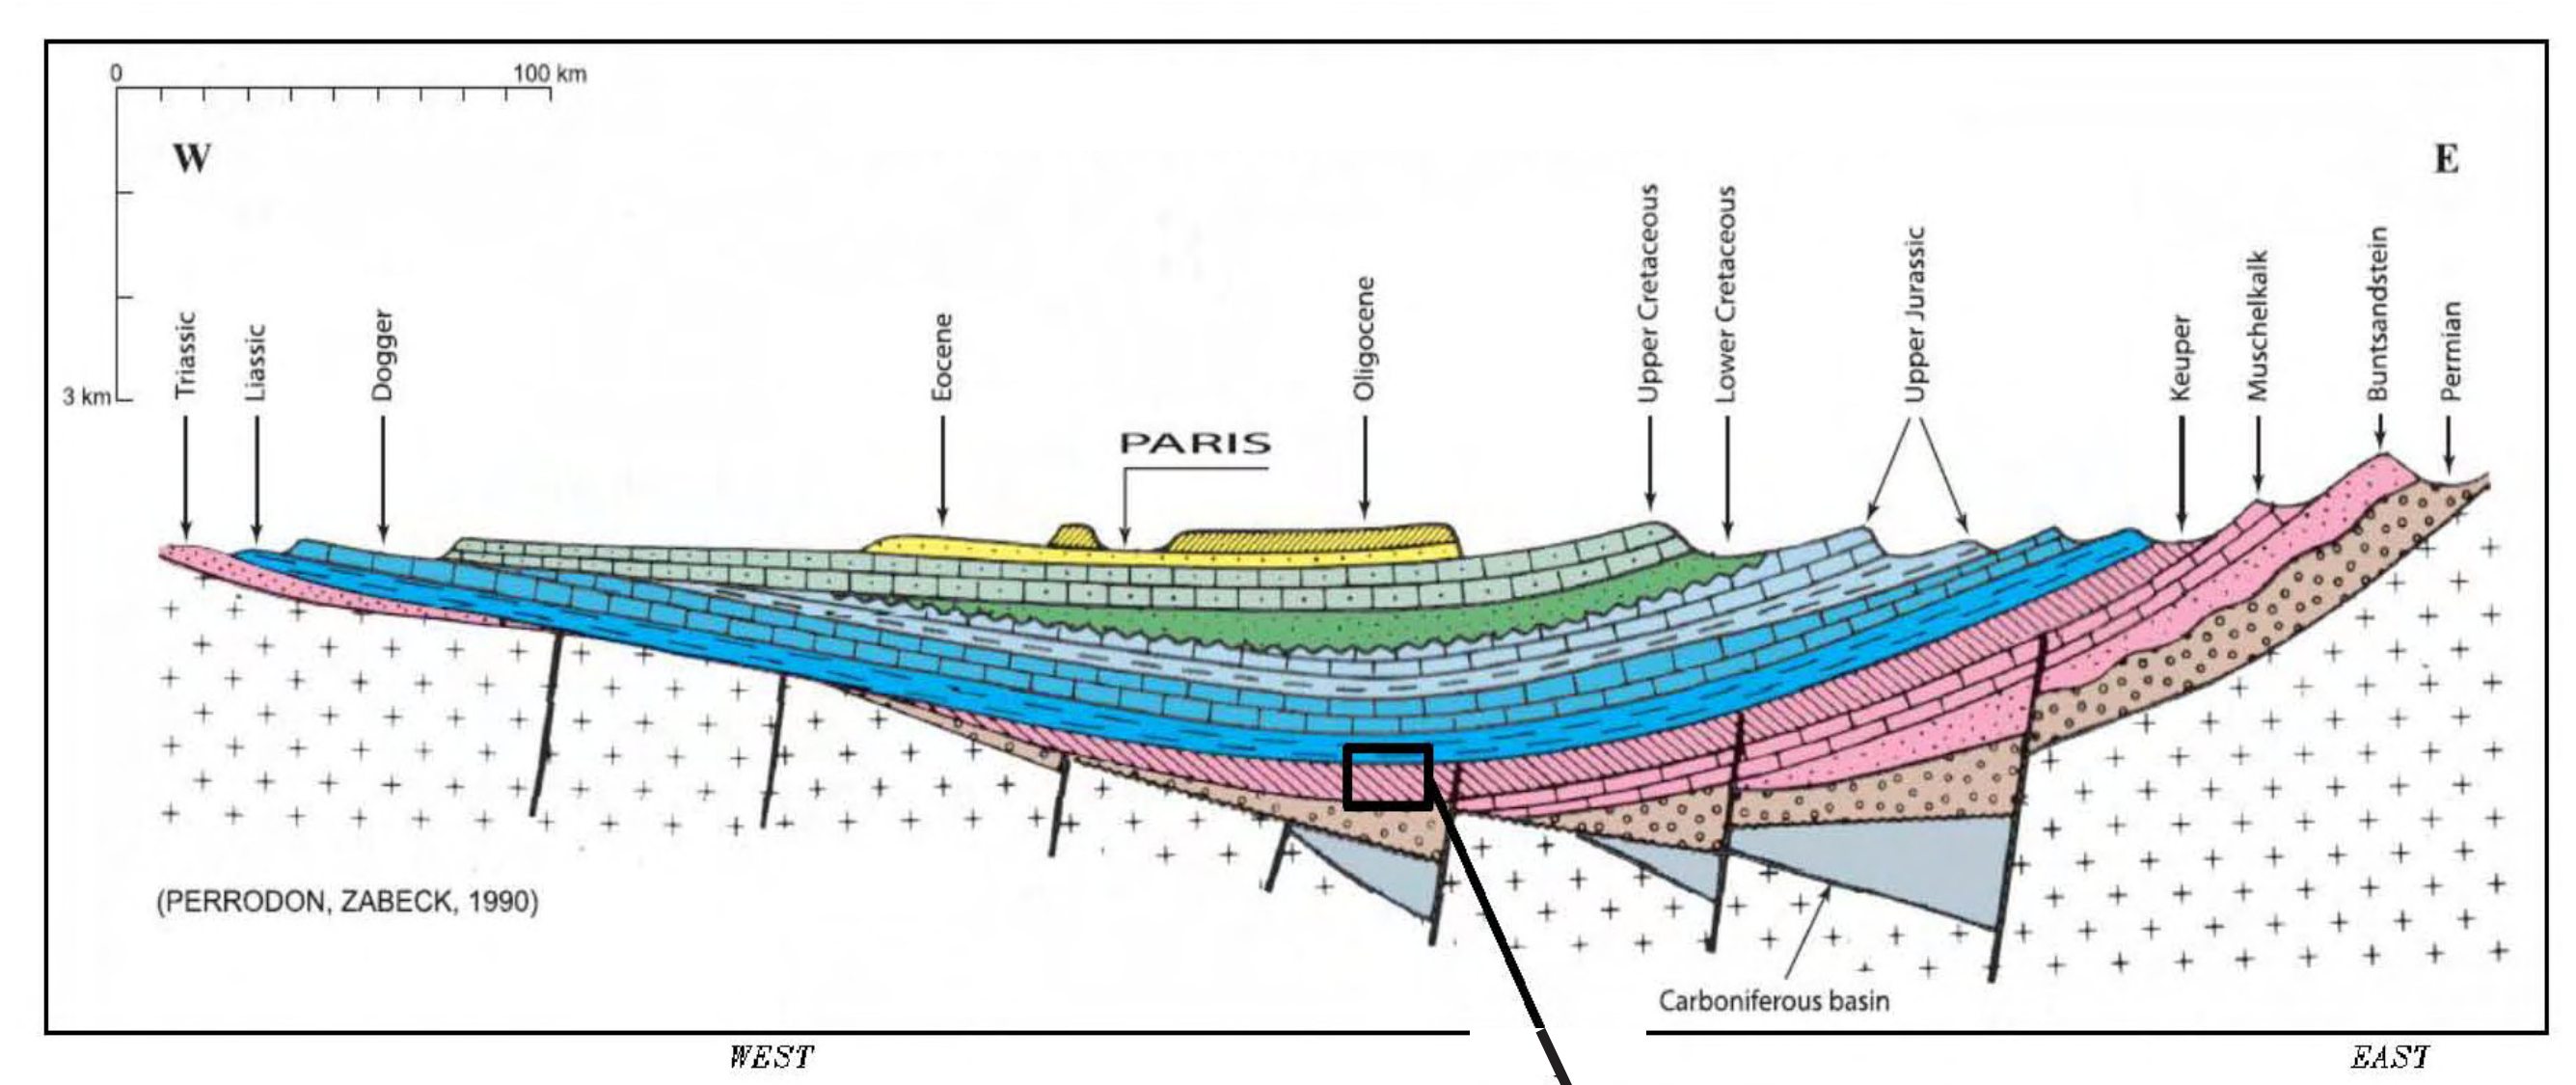 0
100 km
W
E
3 km
Triassic
Liassic
Dogger
Eocene
PARIS
Oligocene
Upper Cretaceous
Lower Cretaceous
Upper Jurassic
Keuper
Muschelkalk
Buntsandstein
Permian
(PERRODON, ZABECK, 1990)
Carboniferous basin
WEST
EAST